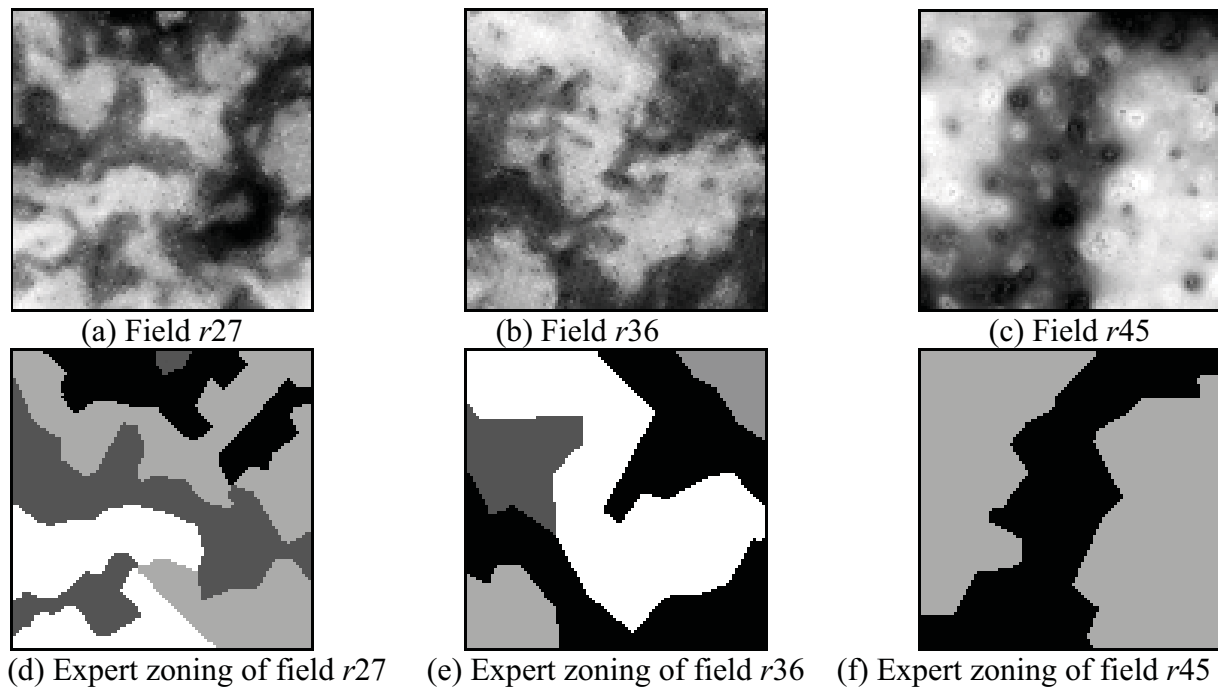 (a) Field r27
(b) Field r36
(c) Field r45
(d) Expert zoning of field r27
(e) Expert zoning of field r36
(f) Expert zoning of field r45